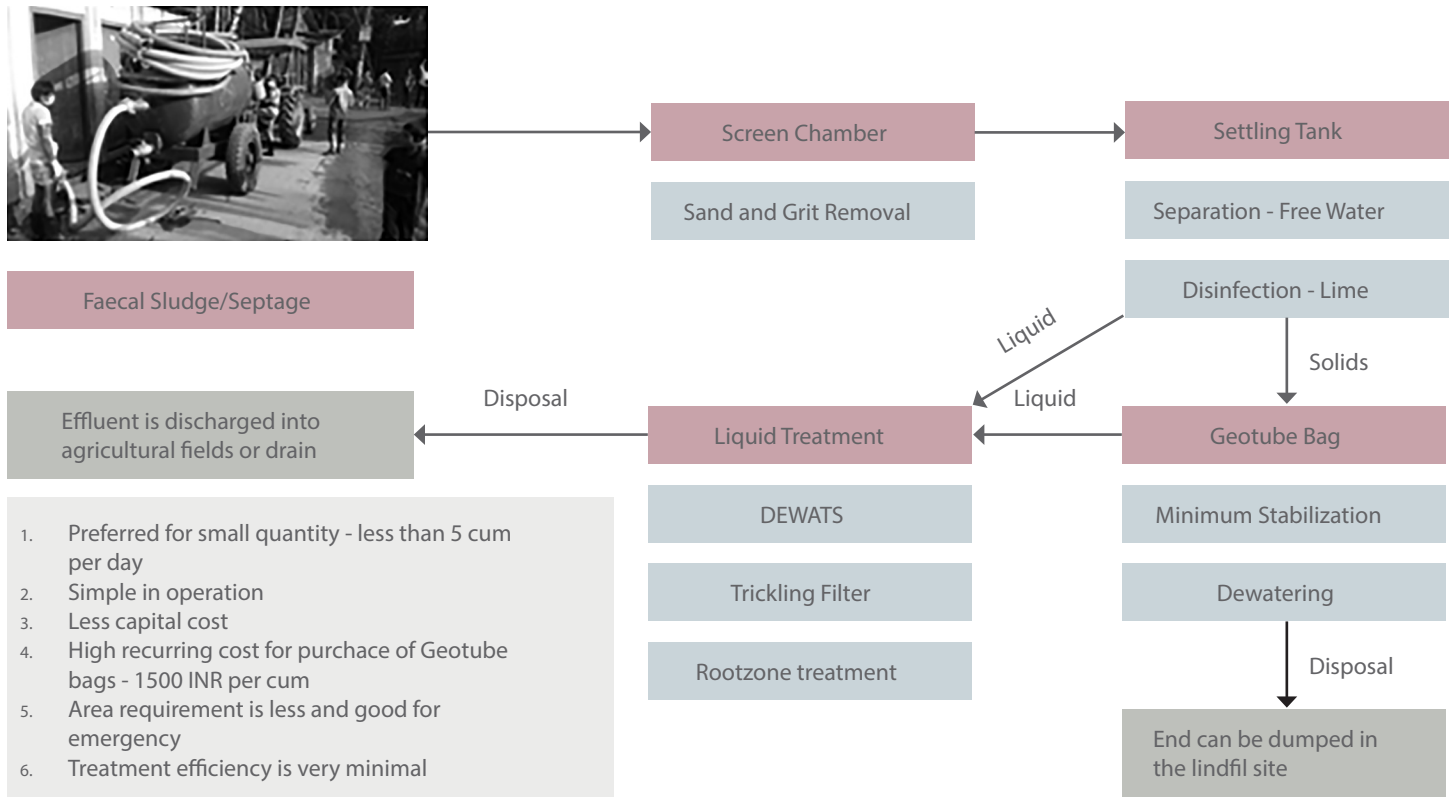 Screen Chamber
Settling Tank
Sand and Grit Removal
Separation - Free Water
Faecal Sludge/Septage
Disinfection - Lime
Liquid
Solids
Disposal
Liquid
Effluent is discharged into
agricultural fields or drain
Liquid Treatment
Geotube Bag
DEWATS
Minimum Stabilization
Trickling Filter
Dewatering
Rootzone treatment
Disposal
End can be dumped in
the lindfil site
1. Preferred for small quantity - less than 5 cum
per day
2. Simple in operation
3. Less capital cost
4. High recurring cost for purchace of Geotube
bags - 1500 INR per cum
5. Area requirement is less and good for
emergency
6. Treatment efficiency is very minimal